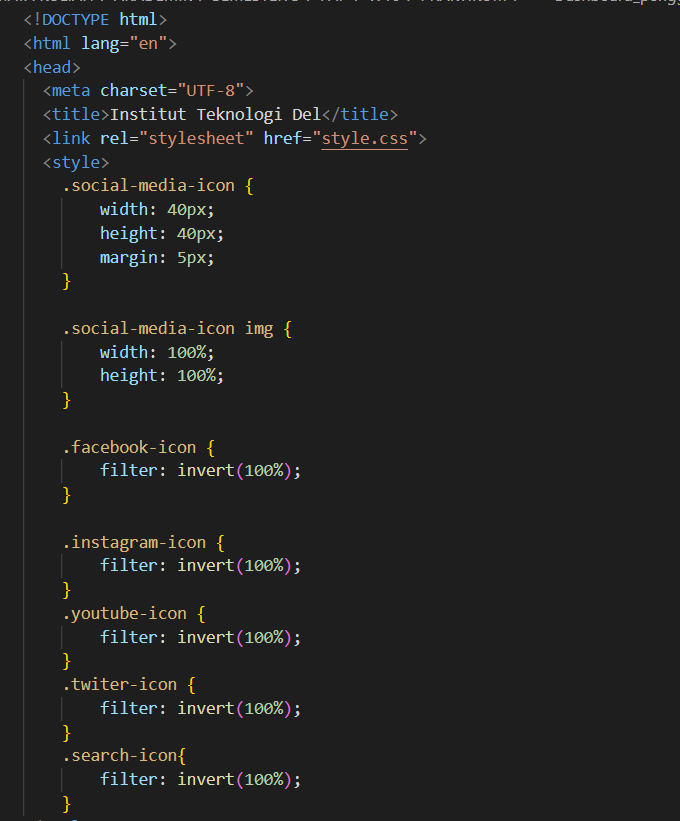 <!DOCTYPE html>
<html lang="en">
<head>
<meta charset="UTF-8">
<title>Institut Teknologi Del</title>
<link rel="stylesheet" href="style.css">
<style>
.social-media-icon {
width: 40px;
height: 40px;
margin: 5px;
}
.social-media-icon img {
width: 100%;
height: 100%;
}
.facebook-icon {
filter: invert(100%);
}
.instagram-icon {
filter: invert(100%);
}
.youtube-icon {
filter: invert(100%);
}
.twiter-icon {
filter: invert(100%);
}
.search-icon{
filter: invert(100%);
}